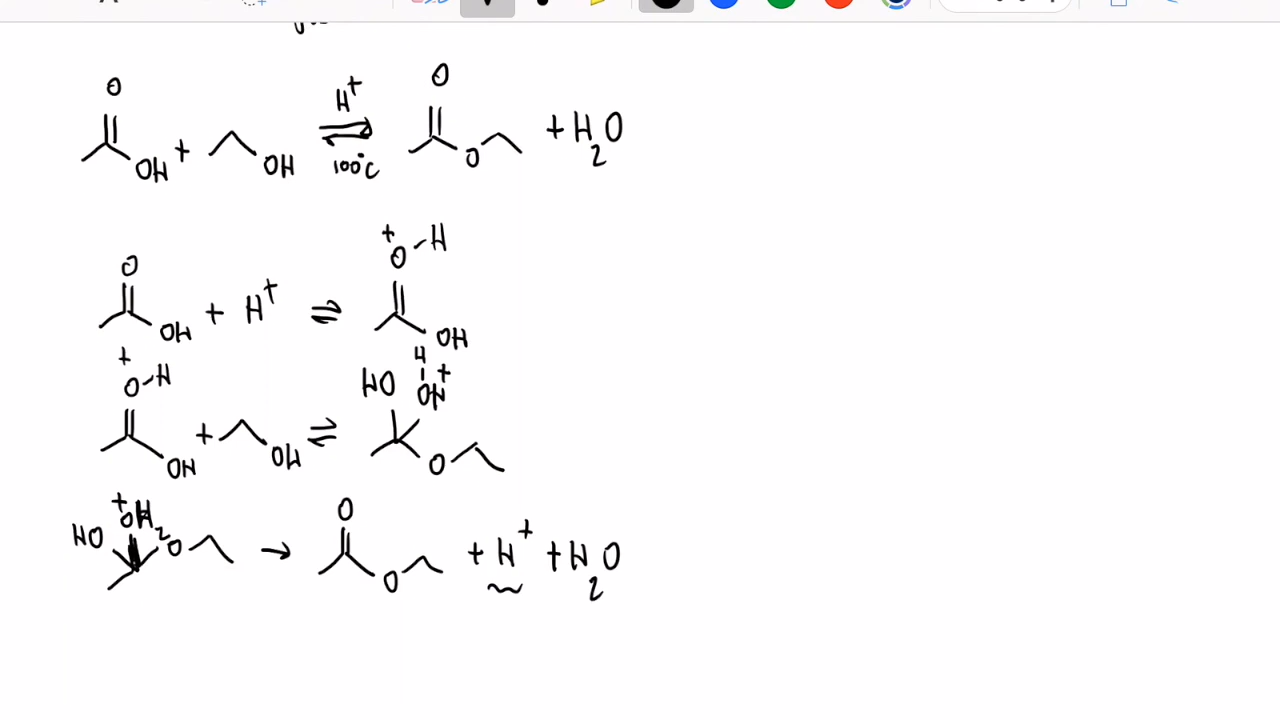 O H⁺ O
OH + OH ⇌ O + H₂O
100°C
+
O O-H
OH + H⁺ ⇌ OH
+ H
O-H HO OH⁺
OH + OH ⇌ O
HO ⁺OH₂ O → O O + H⁺ + H₂O